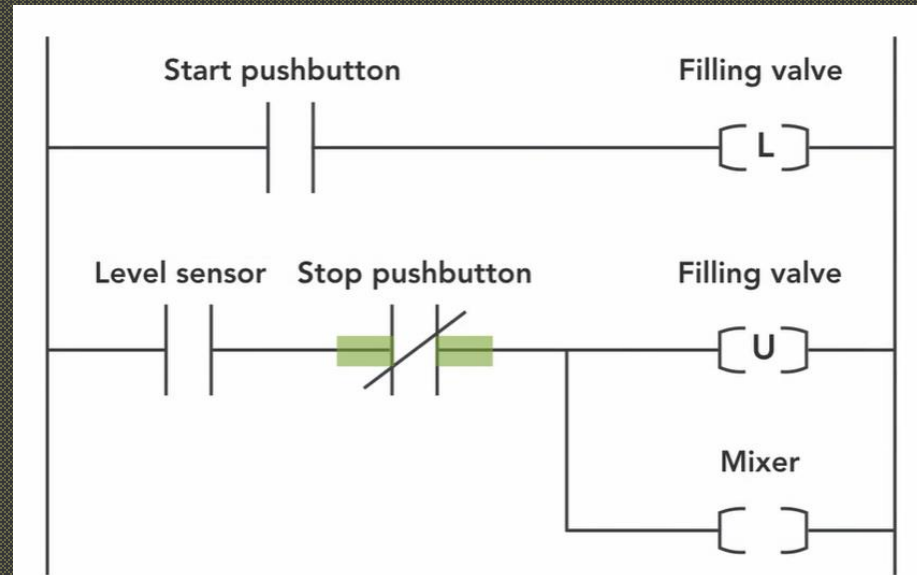 Start pushbutton Filling valve
L
Level sensor Stop pushbutton Filling valve
U
Mixer